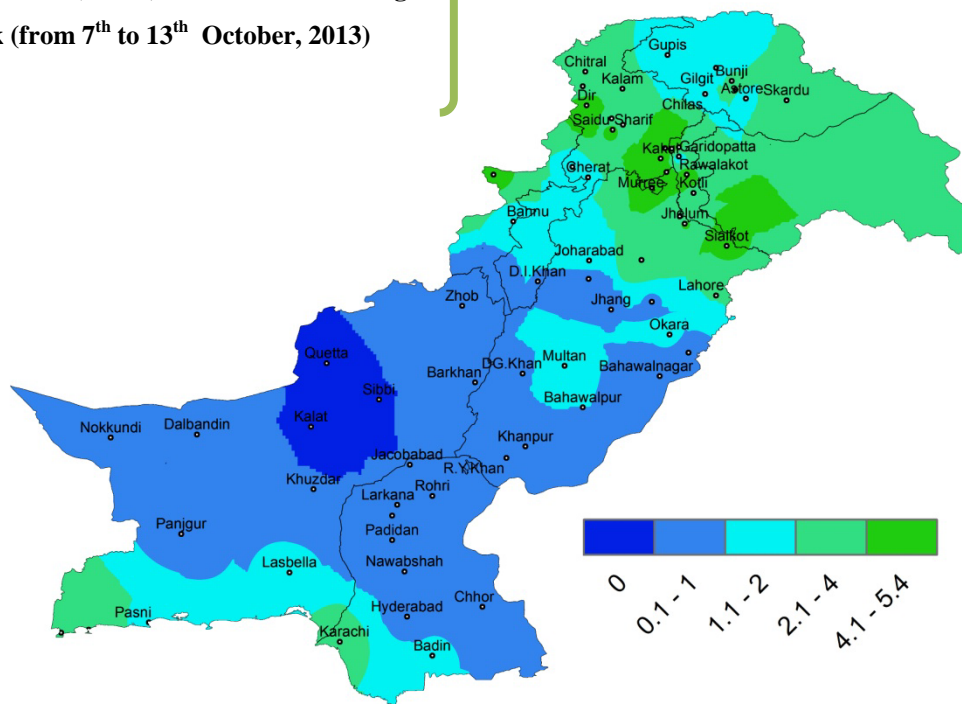 k (from 7th to 13th October, 2013)
Gupis
Chitral
Kalam
Gilgit
Bunji
Astore
Skardu
Dir
Chilas
Saidu Sharif
Garidopatta
Cherat
Rawalakot
Murree
Kotli
Bannu
Jhelum
Sialkot
Joharabad
D.I.Khan
Lahore
Zhob
Jhang
Okara
Quetta
DG.Khan
Multan
Bahawalnagar
Barkhan
Sibbi
Bahawalpur
Kalat
Nokkundi
Dalbandin
Khanpur
Jacobabad
R.Y.Khan
Khuzdar
Rohri
Larkana
Panjgur
Padidan
Lasbella
Nawabshah
Pasni
Hyderabad
Chhor
Karachi
Badin
0
0.1 - 1
1.1 - 2
2.1 - 4
4.1 - 5.4